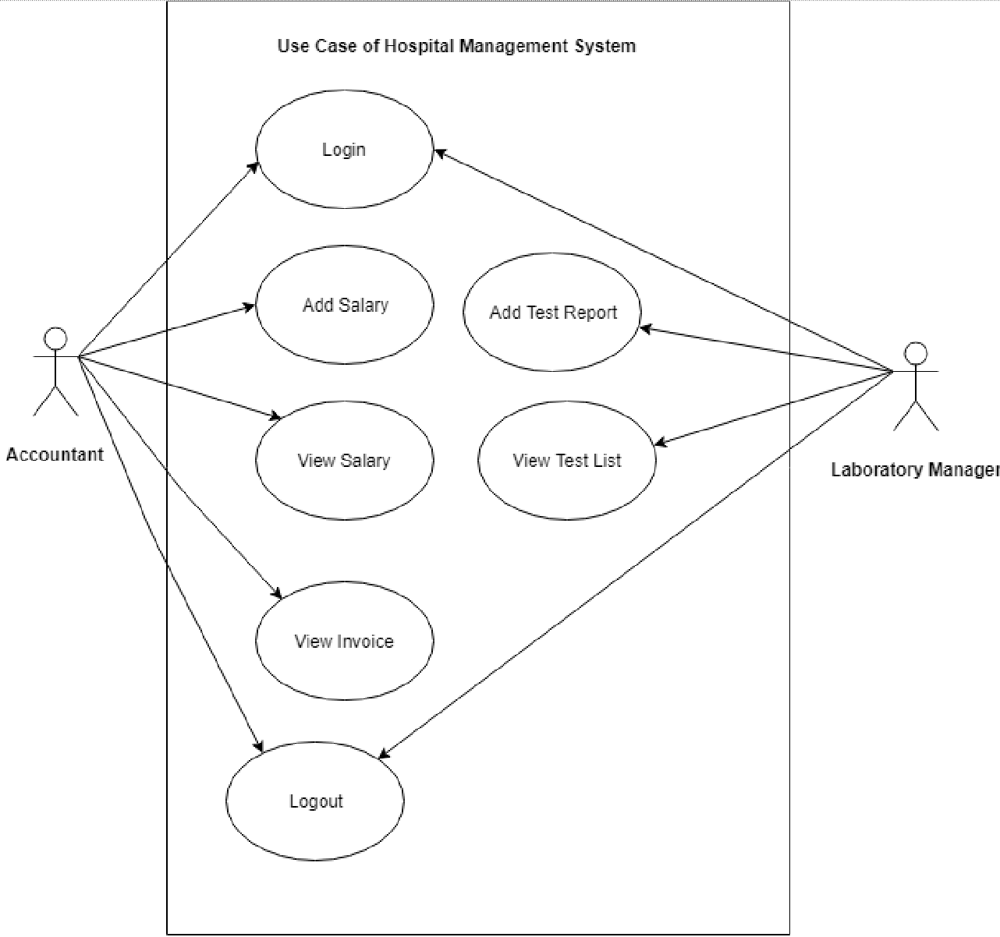 Use Case of Hospital Management System
Login
Add Salary
Add Test Report
View Salary
View Test List
Accountant
Laboratory Manager
View Invoice
Logout